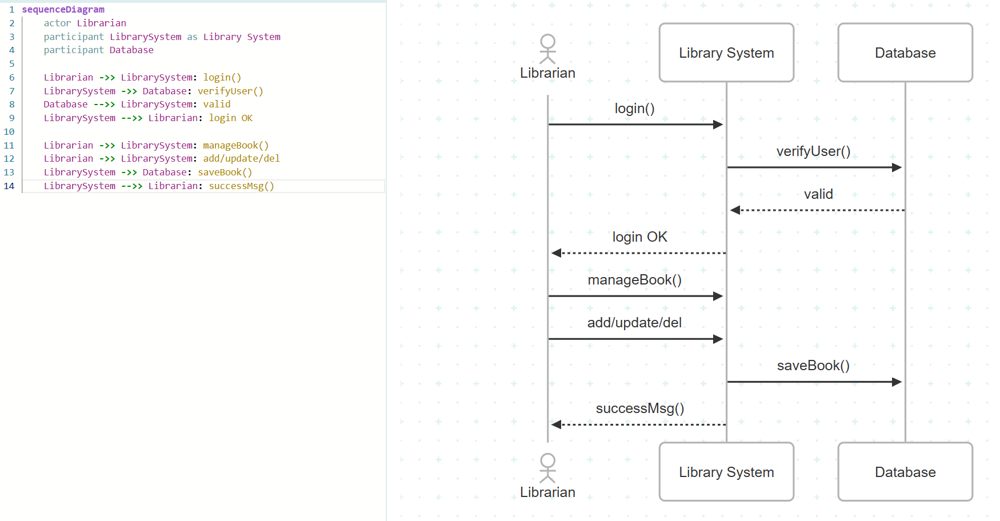 1 sequenceDiagram
2 actor Librarian
3 participant LibrarySystem as Library System
4 participant Database
5
6 Librarian ->> LibrarySystem: login()
7 LibrarySystem ->> Database: verifyUser()
8 Database -->> LibrarySystem: valid
9 LibrarySystem -->> Librarian: login OK
10
11 Librarian ->> LibrarySystem: manageBook()
12 Librarian ->> LibrarySystem: add/update/del
13 LibrarySystem ->> Database: saveBook()
14 LibrarySystem -->> Librarian: successMsg()
Librarian
Library System
Database
login()
verifyUser()
valid
login OK
manageBook()
add/update/del
saveBook()
successMsg()
Librarian
Library System
Database